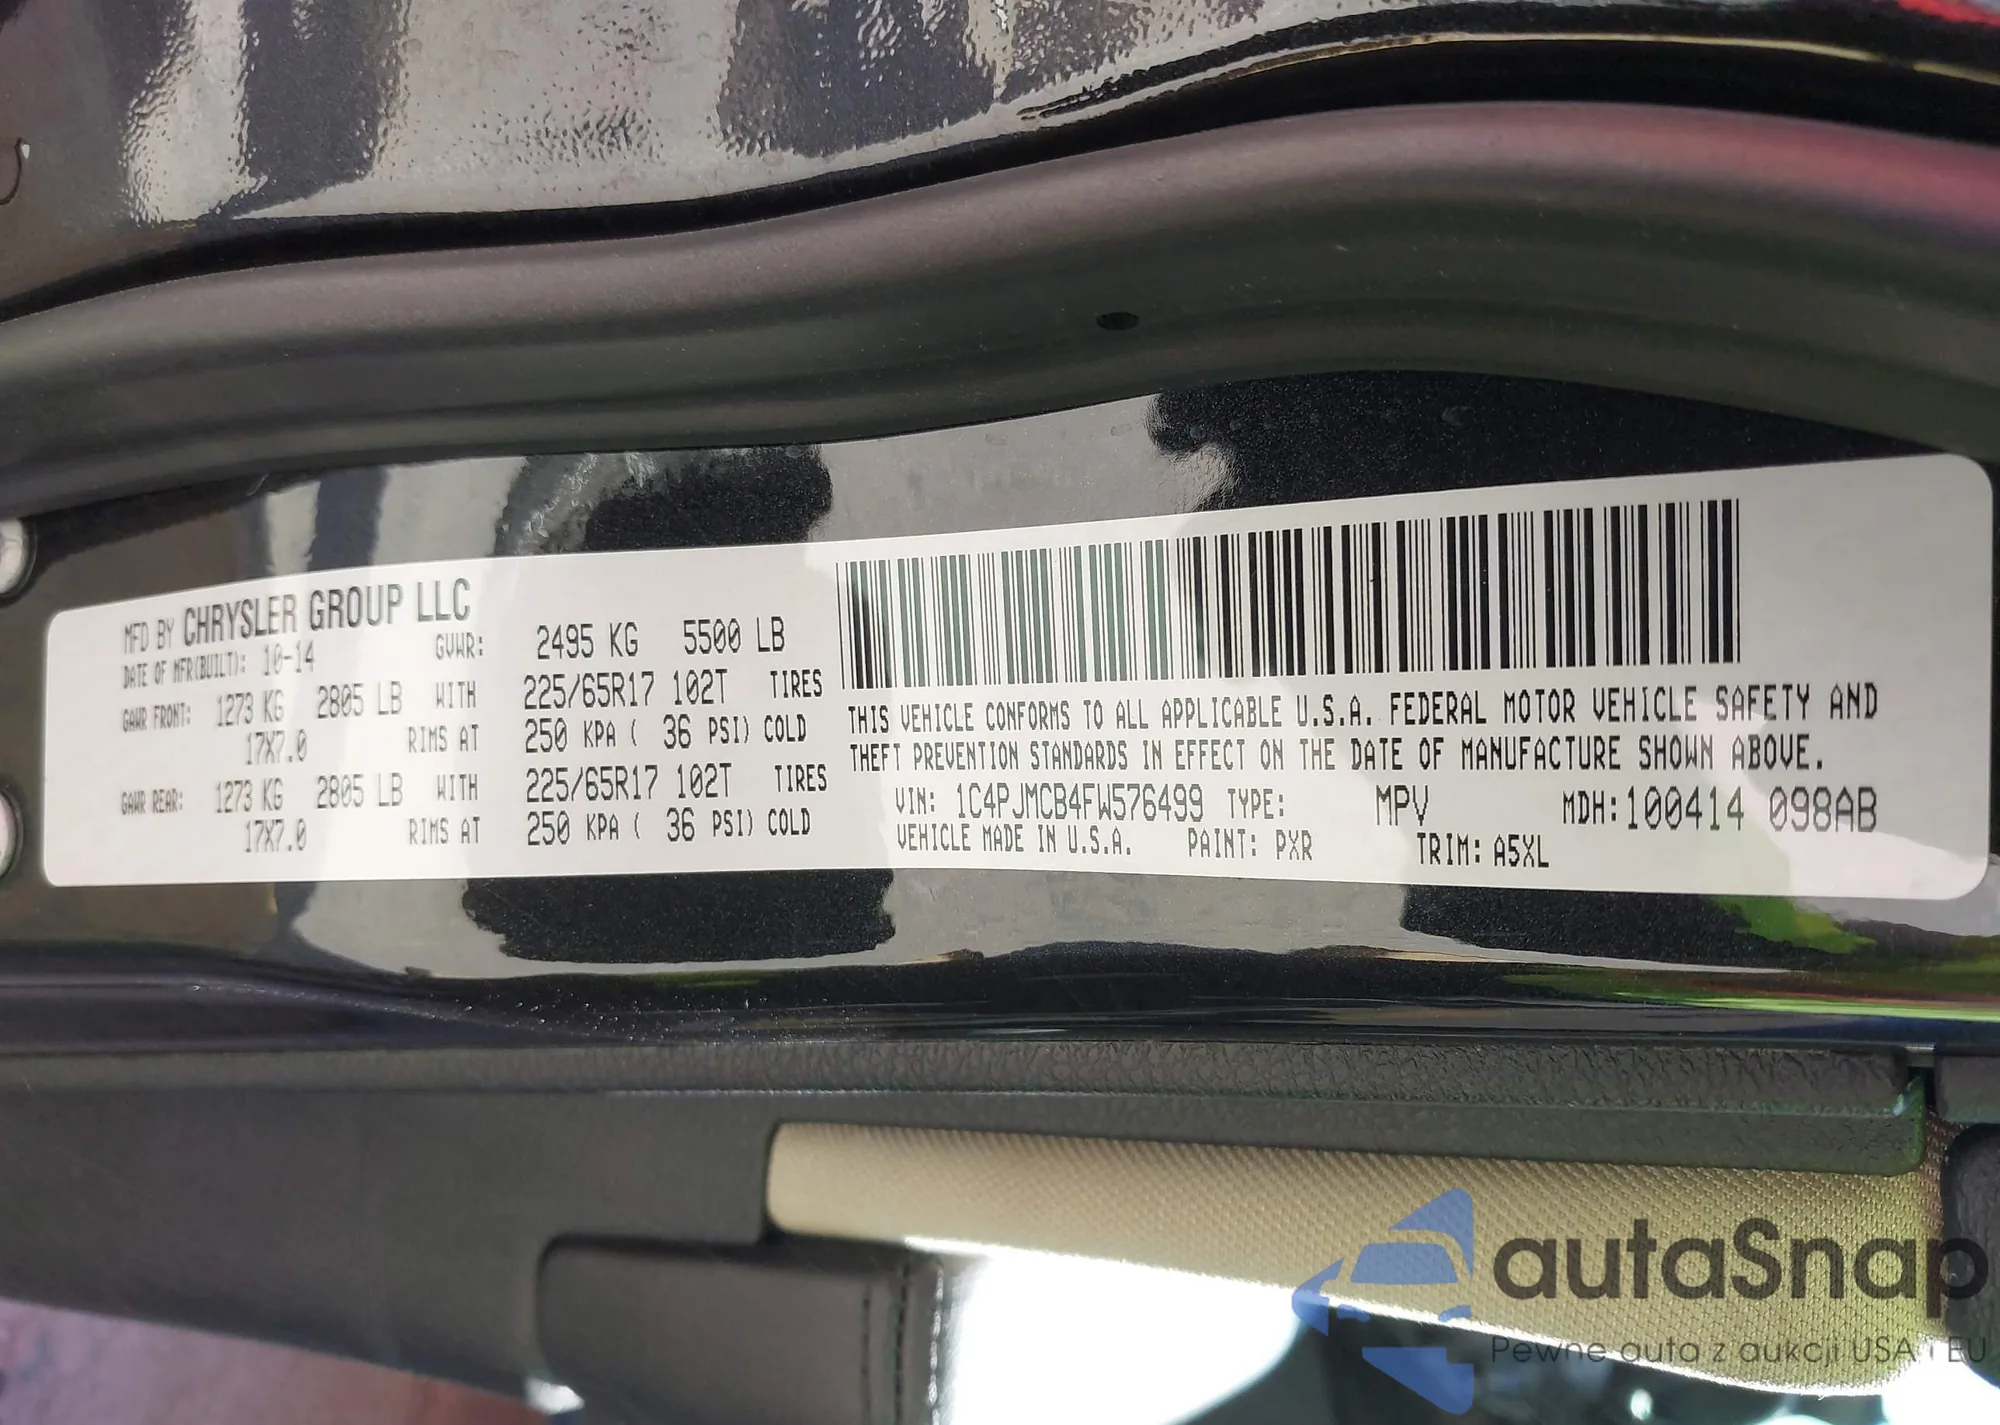 MFD BY CHRYSLER GROUP LLC
DATE OF MFR(BUILT): 10-14 GVWR: 2495 KG 5500 LB
GAWR FRONT: 1273 KG 2805 LB WITH 225/65R17 102T TIRES
17X7.0 RIMS AT 250 KPA ( 36 PSI) COLD
GAWR REAR: 1273 KG 2805 LB WITH 225/65R17 102T TIRES
17X7.0 RIMS AT 250 KPA ( 36 PSI) COLD
THIS VEHICLE CONFORMS TO ALL APPLICABLE U.S.A. FEDERAL MOTOR VEHICLE SAFETY AND
THEFT PREVENTION STANDARDS IN EFFECT ON THE DATE OF MANUFACTURE SHOWN ABOVE.
VIN: 1C4PJMCB4FW576499 TYPE: MPV MDH:100414 098AB
VEHICLE MADE IN U.S.A. PAINT: PXR TRIM: A5XL
autaSnap
Pewne auta z aukcji USA i EU